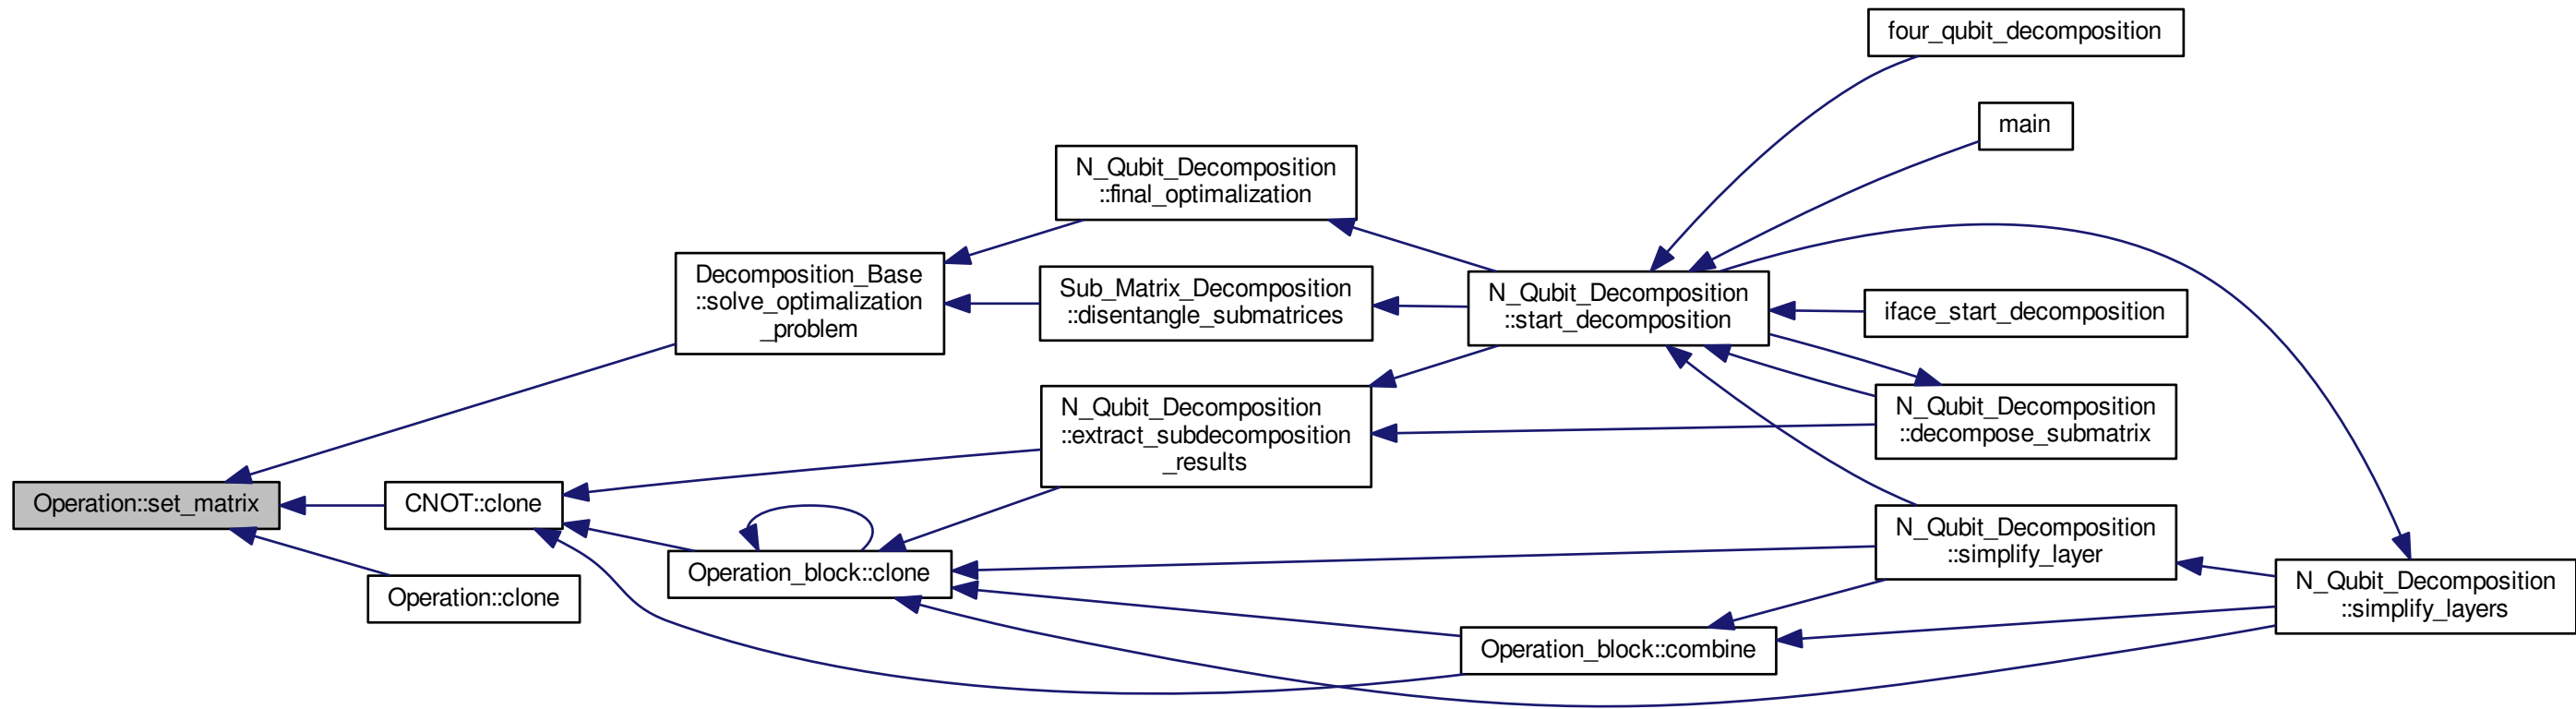 four_qubit_decomposition
main
N_Qubit_Decomposition
::final_optimalization
Decomposition_Base
::solve_optimalization
_problem
Sub_Matrix_Decomposition
::disentangle_submatrices
N_Qubit_Decomposition
::start_decomposition
iface_start_decomposition
N_Qubit_Decomposition
::extract_subdecomposition
_results
N_Qubit_Decomposition
::decompose_submatrix
Operation::set_matrix
CNOT::clone
Operation::clone
Operation_block::clone
N_Qubit_Decomposition
::simplify_layer
Operation_block::combine
N_Qubit_Decomposition
::simplify_layers